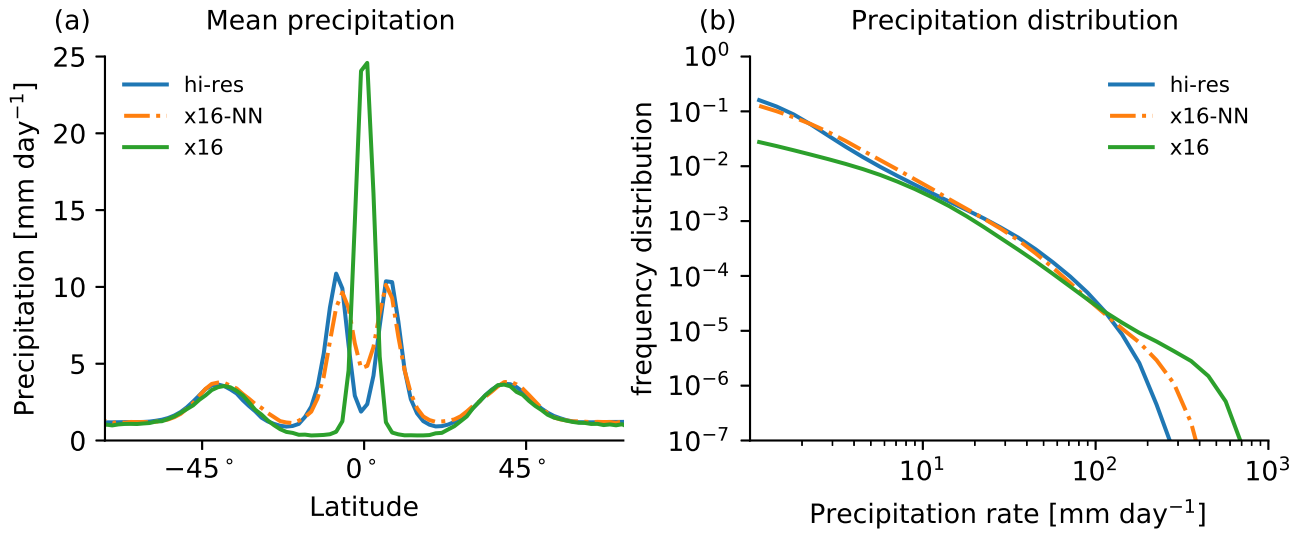 (a) Mean precipitation
Precipitation [mm day⁻¹]
25
20
15
10
5
0
hi-res
x16-NN
x16
−45° 0° 45°
Latitude
(b) Precipitation distribution
frequency distribution
10⁰
10⁻¹
10⁻²
10⁻³
10⁻⁴
10⁻⁵
10⁻⁶
10⁻⁷
hi-res
x16-NN
x16
10¹ 10² 10³
Precipitation rate [mm day⁻¹]